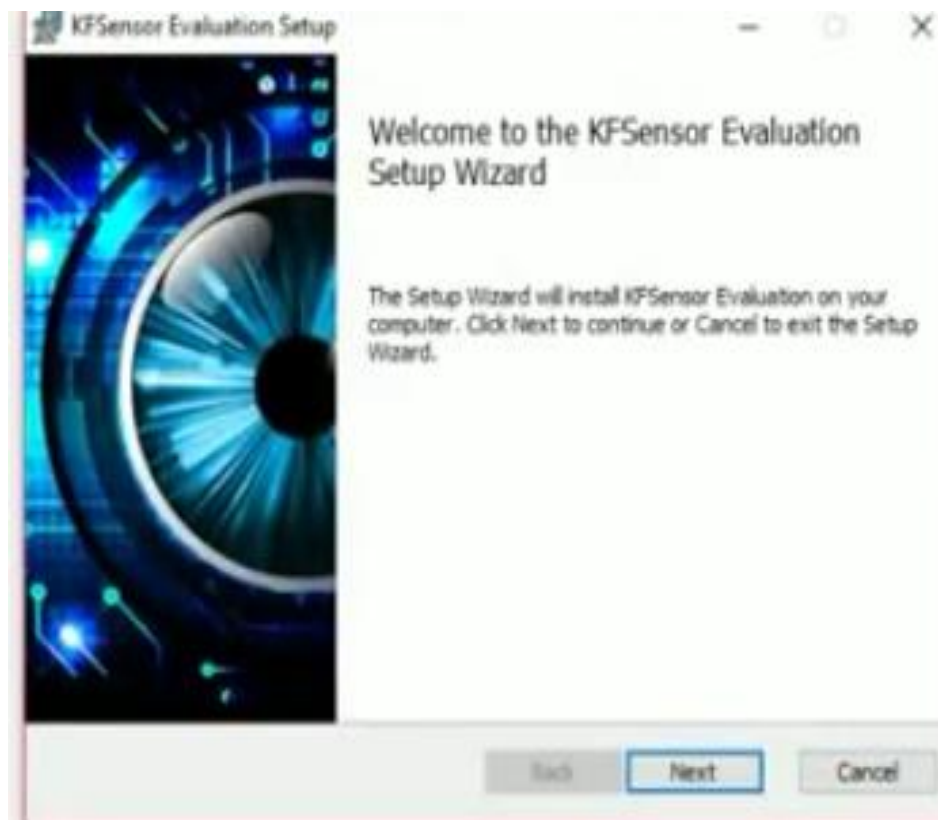 KFSensor Evaluation Setup
Welcome to the KFSensor Evaluation
Setup Wizard
The Setup Wizard will install KFSensor Evaluation on your
computer. Click Next to continue or Cancel to exit the Setup
Wizard.
Back
Next
Cancel